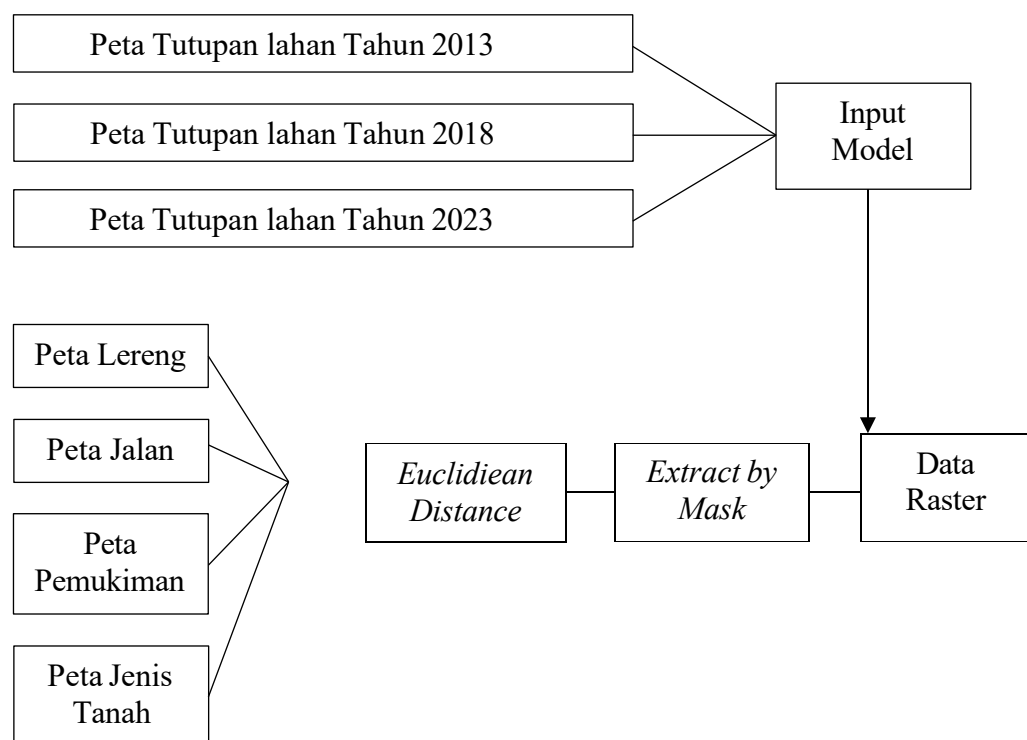 Peta Tutupan lahan Tahun 2013
Peta Tutupan lahan Tahun 2018
Peta Tutupan lahan Tahun 2023
Input
Model
Peta Lereng
Peta Jalan
Peta
Pemukiman
Peta Jenis
Tanah
Euclidiean
Distance
Extract by
Mask
Data
Raster